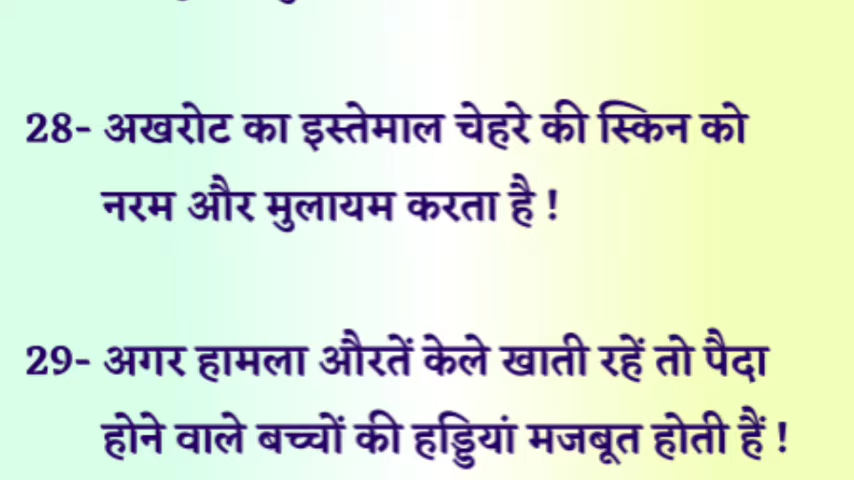 28- अखरोट का इस्तेमाल चेहरे की स्किन को
नरम और मुलायम करता है !
29- अगर हामला औरतें केले खाती रहें तो पैदा
होने वाले बच्चों की हड्डियां मजबूत होती हैं !